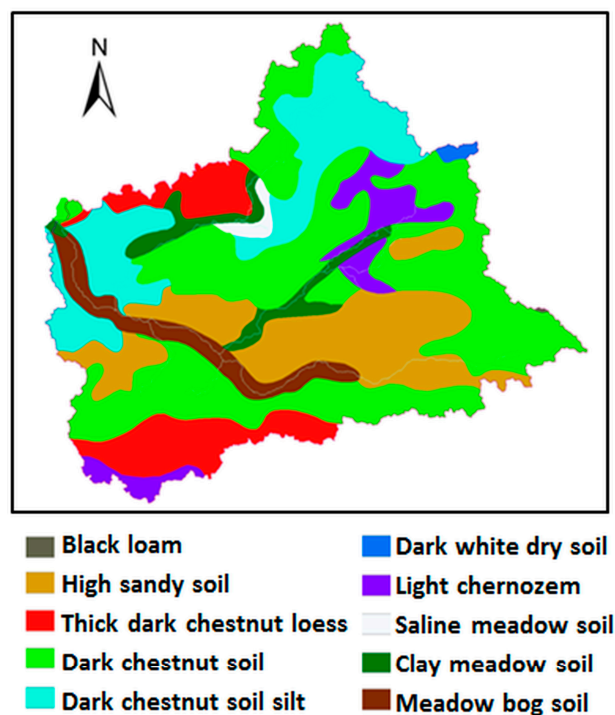 N
Black loam
High sandy soil
Thick dark chestnut loess
Dark chestnut soil
Dark chestnut soil silt
Dark white dry soil
Light chernozem
Saline meadow soil
Clay meadow soil
Meadow bog soil